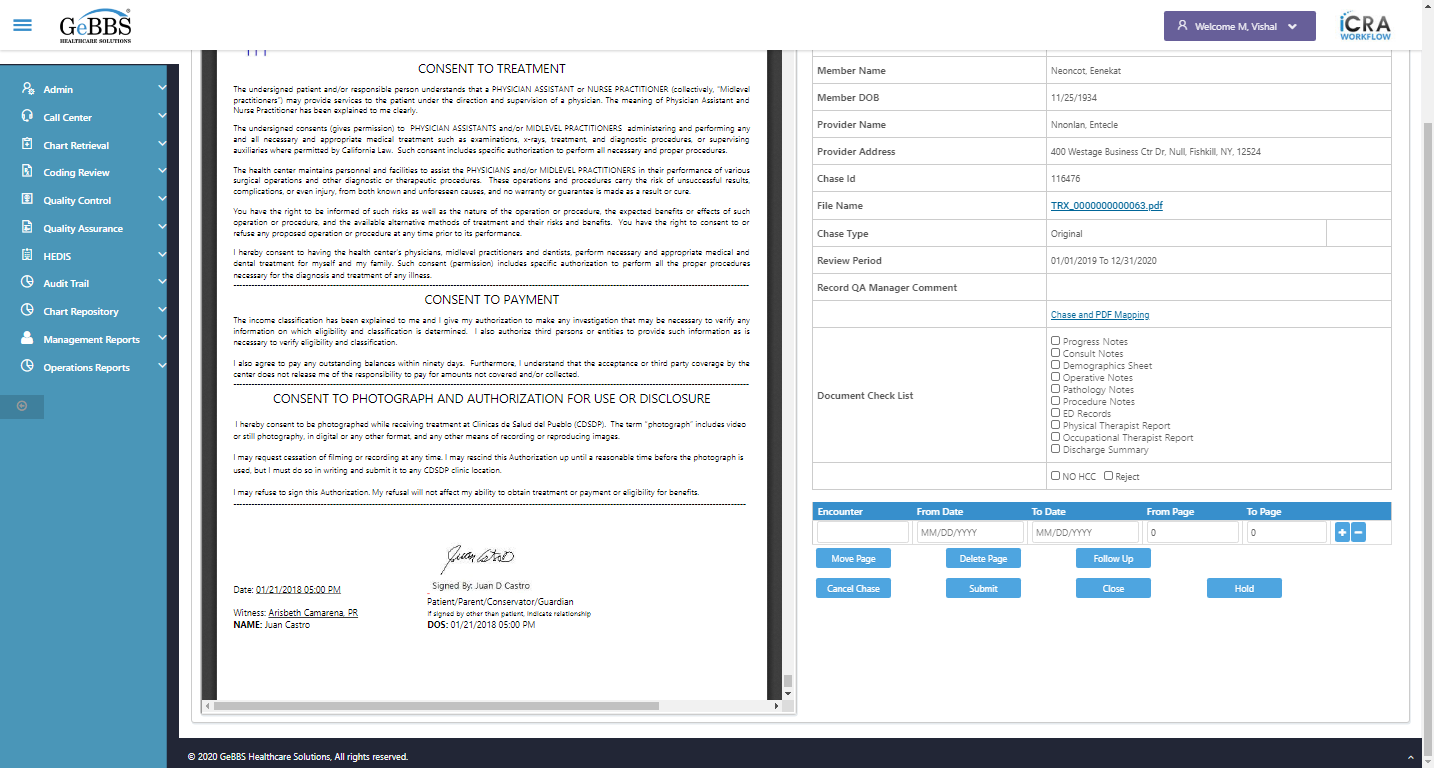 GeBBS
HEALTHCARE SOLUTIONS
Welcome M, Vishal
iCRA
WORKFLOW
Admin
Call Center
Chart Retrieval
Coding Review
Quality Control
Quality Assurance
HEDIS
Audit Trail
Chart Repository
Management Reports
Operations Reports
CONSENT TO TREATMENT
The undersigned patient and/or responsible person understands that a PHYSICIAN ASSISTANT or NURSE PRACTITIONER (collectively, "Midlevel
practitioners") may provide services to the patient under the direction and supervision of a physician. The meaning of Physician Assistant and
Nurse Practitioner has been explained to me clearly.
The undersigned consents (gives permission) to PHYSICIAN ASSISTANTS and/or MIDLEVEL PRACTITIONERS administering and performing any
and all necessary and appropriate medical treatment such as examinations, x-rays, treatment, and diagnostic procedures, or supervising
auxiliaries where permitted by California Law. Such consent includes specific authorization to perform all necessary and proper procedures.
The health center maintains personnel and facilities to assist the PHYSICIANS and/or MIDLEVEL PRACTITIONERS in their performance of various
surgical operations and other diagnostic or therapeutic procedures. These operations and procedures carry the risk of unsuccessful results,
complications, or even injury, from both known and unforeseen causes, and no warranty or guarantee is made as a result or cure.
You have the right to be informed of such risks as well as the nature of the operation or procedure, the expected benefits or effects of such
operation or procedure, and the available alternative methods of treatment and their risks and benefits. You have the right to consent to or
refuse any proposed operation or procedure at any time prior to its performance.
I hereby consent to having the health center's physicians, midlevel practitioners and dentists, perform necessary and appropriate medical and
dental treatment for myself and my family. Such consent (permission) includes specific authorization to perform all the proper procedures
necessary for the diagnosis and treatment of any illness.
CONSENT TO PAYMENT
The income classification has been explained to me and I give my authorization to make any investigation that may be necessary to verify any
information on which eligibility and classification is determined. I also authorize third persons or entities to provide such information as is
necessary to verify eligibility and classification.
I also agree to pay any outstanding balances within ninety days. Furthermore, I understand that the acceptance or third party coverage by the
center does not release me of the responsibility to pay for amounts not covered and/or collected.
CONSENT TO PHOTOGRAPH AND AUTHORIZATION FOR USE OR DISCLOSURE
I hereby consent to be photographed while receiving treatment at Clinicas de Salud del Pueblo (CDSDP). The term "photograph" includes video
or still photography, in digital or any other format, and any other means of recording or reproducing images.
I may request cessation of filming or recording at any time. I may rescind this Authorization up until a reasonable time before the photograph is
used, but I must do so in writing and submit it to any CDSDP clinic location.
I may refuse to sign this Authorization. My refusal will not affect my ability to obtain treatment or payment or eligibility for benefits.
Juan Castro
Signed By: Juan D Castro
Date: 01/21/2018 05:00 PM
Patient/Parent/Conservator/Guardian
If signed by other than patient, indicate relationship
Witness: Arisbeth Camarena, PR
NAME: Juan Castro
DOS: 01/21/2018 05:00 PM
Member Name Neoncot, Eenekat
Member DOB 11/25/1934
Provider Name Nnonlan, Entecle
Provider Address 400 Westage Business Ctr Dr, Null, Fishkill, NY, 12524
Chase Id 116476
File Name TRX_0000000000063.pdf
Chase Type Original
Review Period 01/01/2019 To 12/31/2020
Record QA Manager Comment
Chase and PDF Mapping
Document Check List
Progress Notes
Consult Notes
Demographics Sheet
Operative Notes
Pathology Notes
Procedure Notes
ED Records
Physical Therapist Report
Occupational Therapist Report
Discharge Summary
NO HCC Reject
Encounter From Date To Date From Page To Page
MM/DD/YYYY MM/DD/YYYY 0 0
Move Page Delete Page Follow Up
Cancel Chase Submit Close Hold
© 2020 GeBBS Healthcare Solutions, All rights reserved.